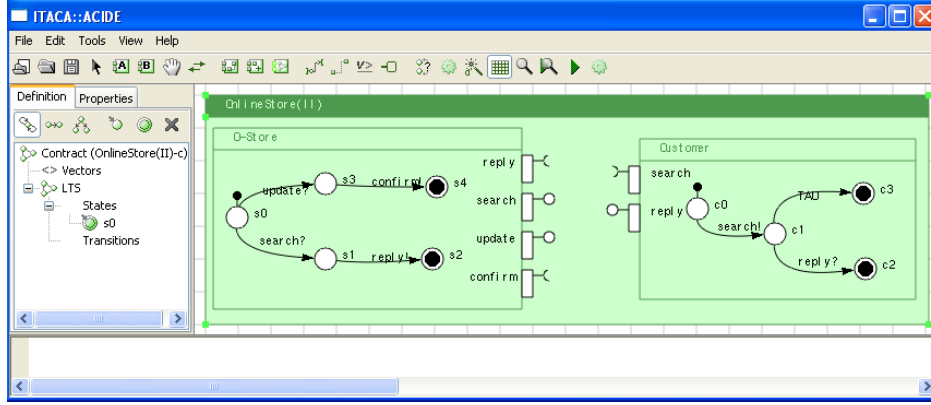 ITACA::ACIDE
File Edit Tools View Help
Definition Properties
Contract (OnlineStore(II)-c)
<> Vectors
LTS
States
s0
Transitions
OnlineStore(II)
O-Store
s0
update?
s3
confirm!
s4
search?
s1
reply!
s2
reply
search
update
confirm
Customer
search
reply
c0
search!
c1
TAU
c3
reply?
c2